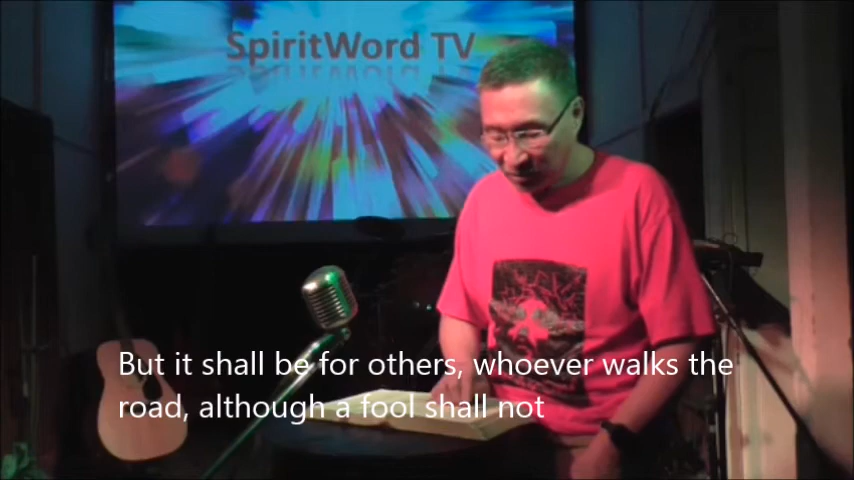 SpiritWord TV
But it shall be for others, whoever walks the
road, although a fool shall not